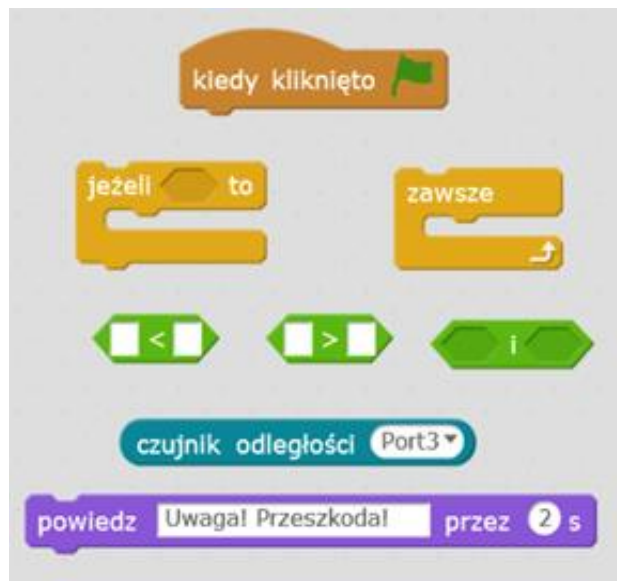 kiedy kliknięto
jeżeli to
zawsze
<
>
i
czujnik odległości Port3
powiedz Uwaga! Przeszkoda! przez 2 s